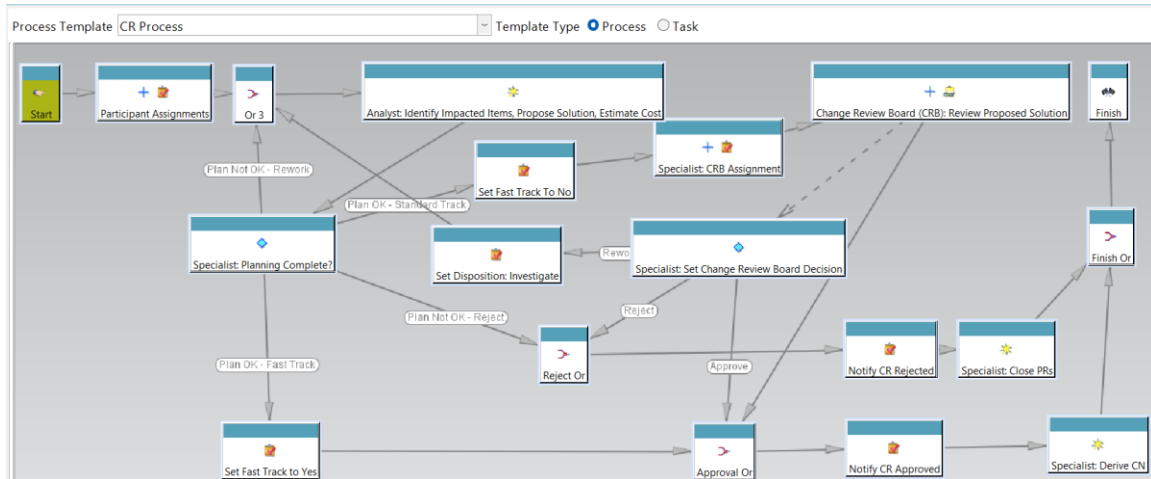 Process Template CR Process Template Type Process Task
Start
Participant Assignments
Or 3
Analyst: Identify Impacted Items, Propose Solution, Estimate Cost
Change Review Board (CRB): Review Proposed Solution
Finish
Plan Not OK - Rework
Set Fast Track To No
Specialist: CRB Assignment
Plan OK - Standard Track
Specialist: Planning Complete?
Set Disposition: Investigate
Rewo
Specialist: Set Change Review Board Decision
Finish Or
Plan Not OK - Reject
Reject
Reject Or
Notify CR Rejected
Specialist: Close PRs
Plan OK - Fast Track
Approve
Set Fast Track to Yes
Approval Or
Notify CR Approved
Specialist: Derive CN